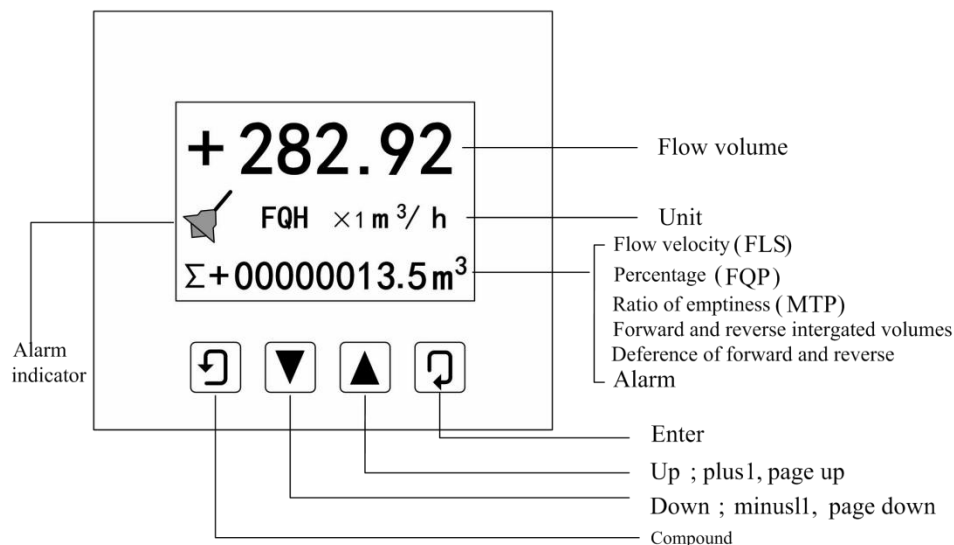 +282.92
Flow volume
FQH ×1m³/h
Unit
Σ+00000013.5m³
Flow velocity(FLS)
Percentage (FQP)
Ratio of emptiness(MTP)
Forward and reverse intergated volumes
Deference of forward and reverse
Alarm
Alarm
indicator
Enter
Up ; plus1, page up
Down ; minusl1, page down
Compound